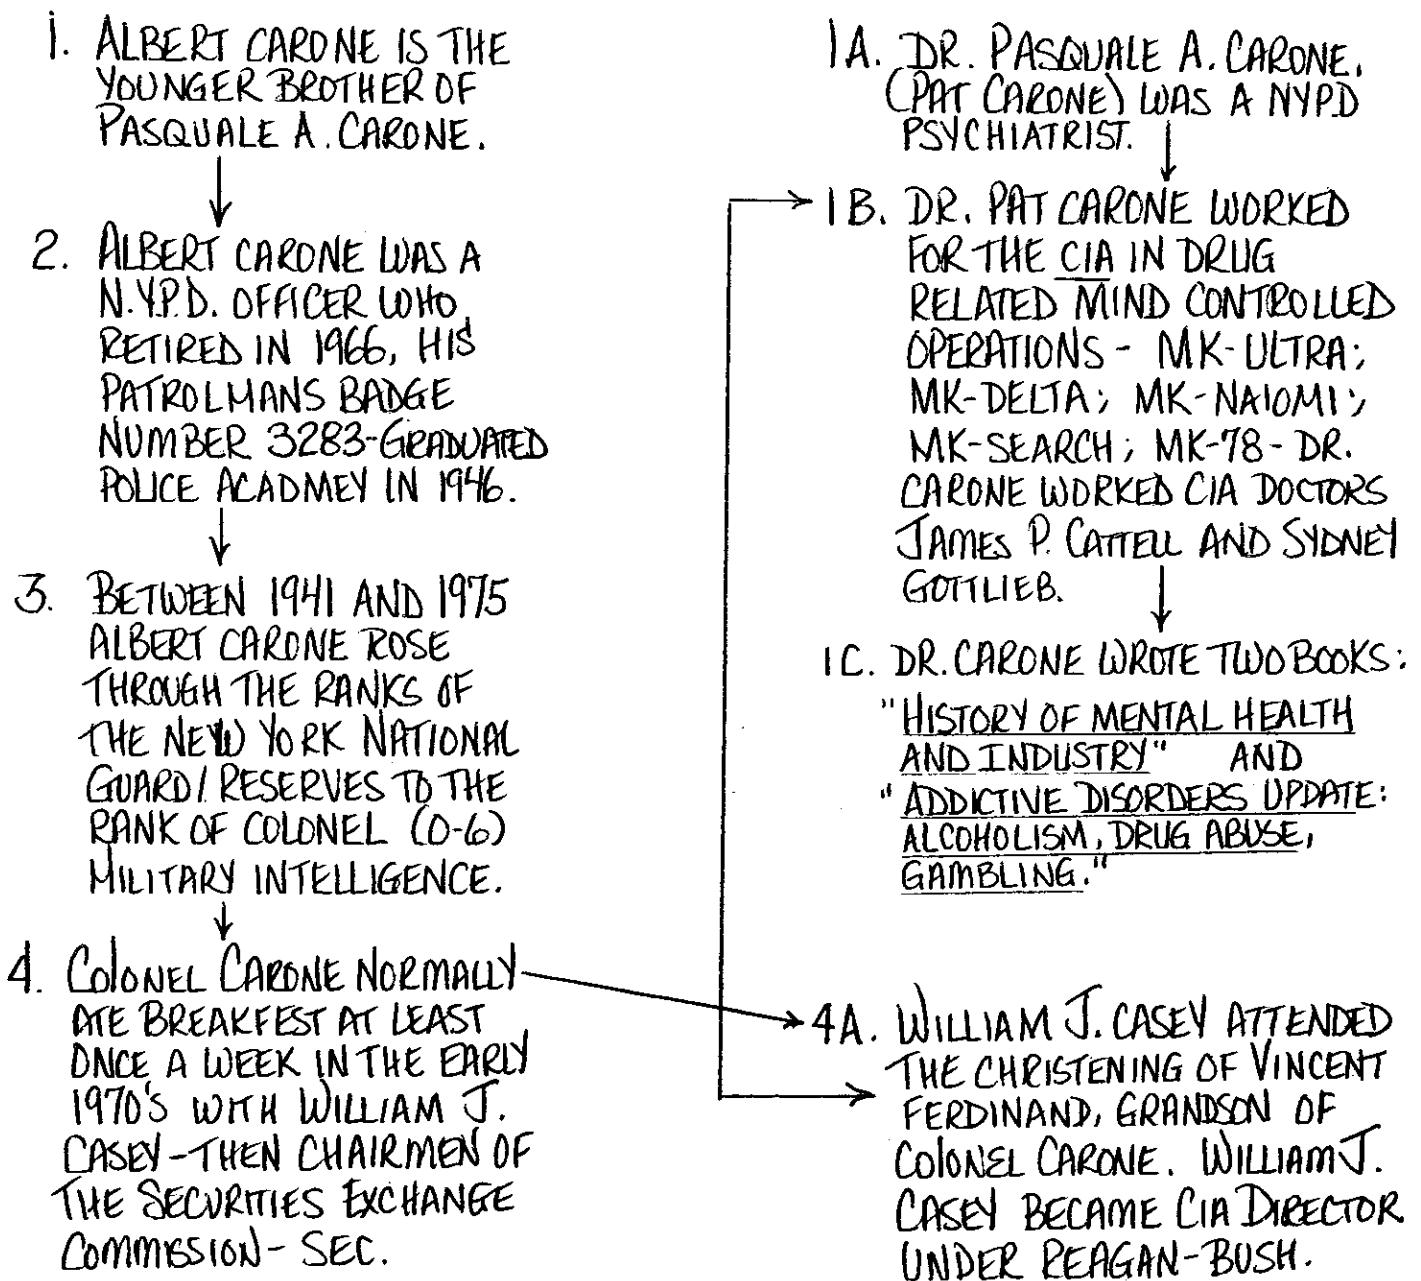 1. ALBERT CARONE IS THE
YOUNGER BROTHER OF
PASQUALE A. CARONE.
2. ALBERT CARONE WAS A
N.Y.P.D. OFFICER WHO
RETIRED IN 1966, HIS
PATROLMANS BADGE
NUMBER 3283-GRADUATED
POLICE ACADMEY IN 1946.
3. BETWEEN 1941 AND 1975
ALBERT CARONE ROSE
THROUGH THE RANKS OF
THE NEW YORK NATIONAL
GUARD/RESERVES TO THE
RANK OF COLONEL (O-6)
MILITARY INTELLIGENCE.
4. COLONEL CARONE NORMALLY
ATE BREAKFEST AT LEAST
ONCE A WEEK IN THE EARLY
1970'S WITH WILLIAM J.
CASEY-THEN CHAIRMEN OF
THE SECURITIES EXCHANGE
COMMISSION- SEC.
1A. DR. PASQUALE A. CARONE.
(PAT CARONE) WAS A NYPD
PSYCHIATRIST.
1B. DR. PAT CARONE WORKED
FOR THE CIA IN DRUG
RELATED MIND CONTROLLED
OPERATIONS - MK-ULTRA;
MK-DELTA; MK-NAIOMI;
MK-SEARCH; MK-78 - DR.
CARONE WORKED CIA DOCTORS
JAMES P. CATTELL AND SYDNEY
GOTTLIEB.
1C. DR. CARONE WROTE TWO BOOKS:
"HISTORY OF MENTAL HEALTH
AND INDUSTRY" AND
"ADDICTIVE DISORDERS UPDATE:
ALCOHOLISM, DRUG ABUSE,
GAMBLING."
4A. WILLIAM J. CASEY ATTENDED
THE CHRISTENING OF VINCENT
FERDINAND, GRANDSON OF
COLONEL CARONE. WILLIAM J.
CASEY BECAME CIA DIRECTOR
UNDER REAGAN-BUSH.